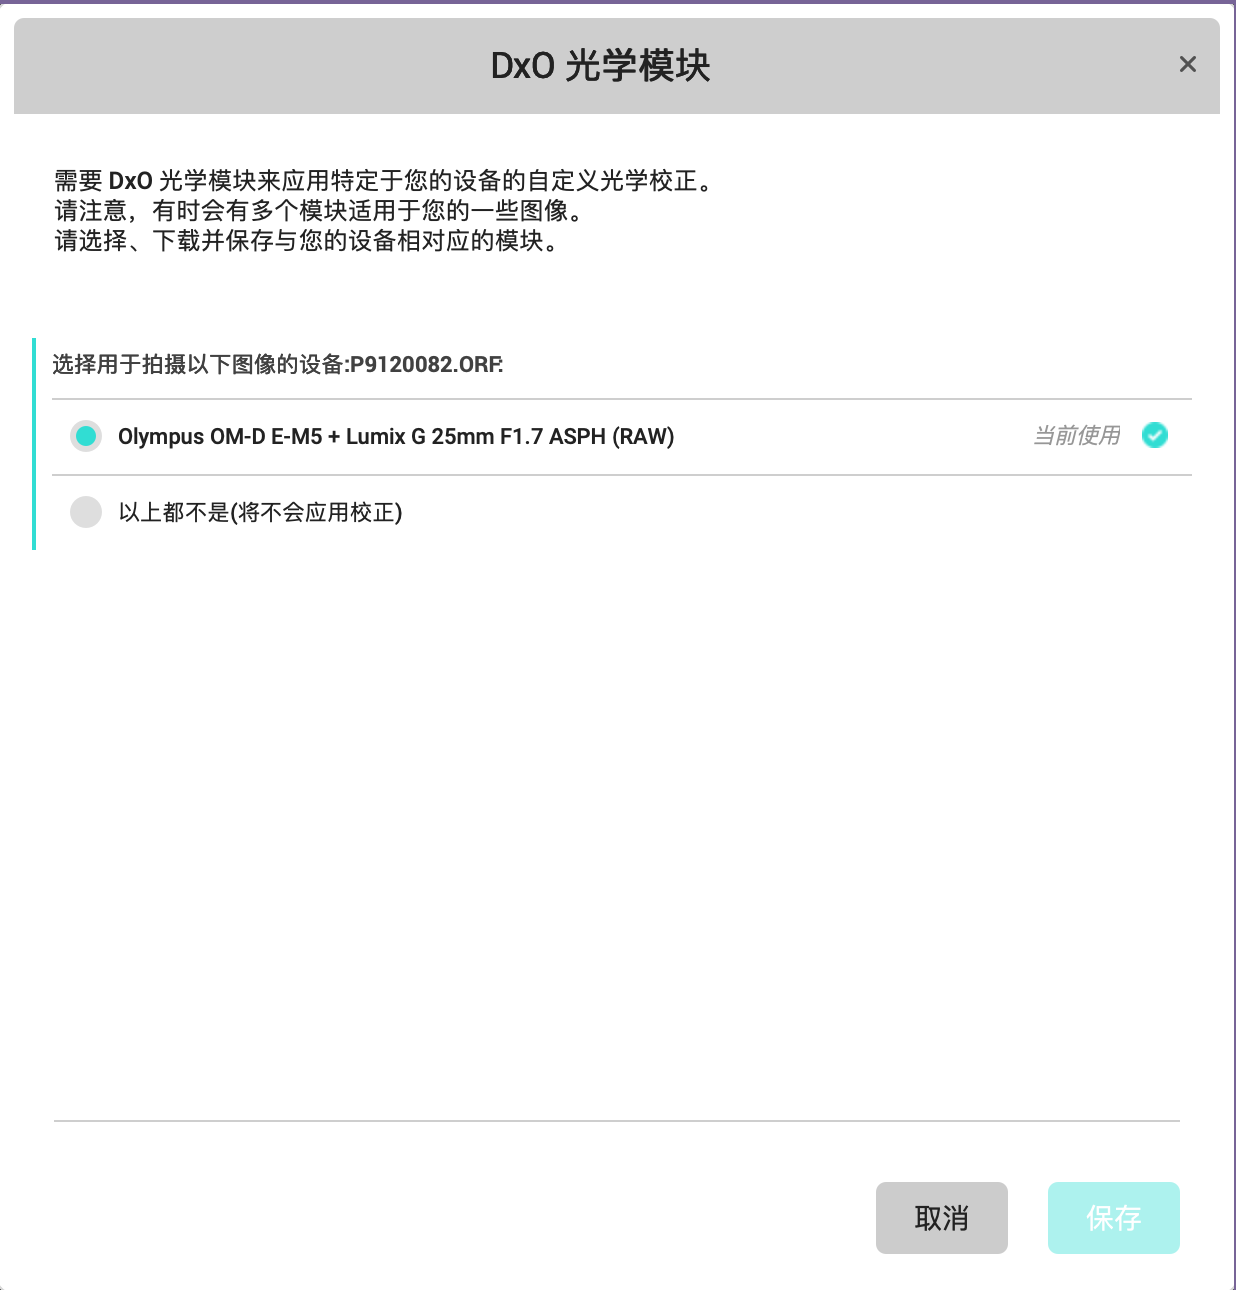 DxO 光学模块
需要 DxO 光学模块来应用特定于您的设备的自定义光学校正。
请注意，有时会有多个模块适用于您的一些图像。
请选择、下载并保存与您的设备相对应的模块。
选择用于拍摄以下图像的设备:P9120082.ORF:
Olympus OM-D E-M5 + Lumix G 25mm F1.7 ASPH (RAW) 当前使用
以上都不是(将不会应用校正)
取消 保存